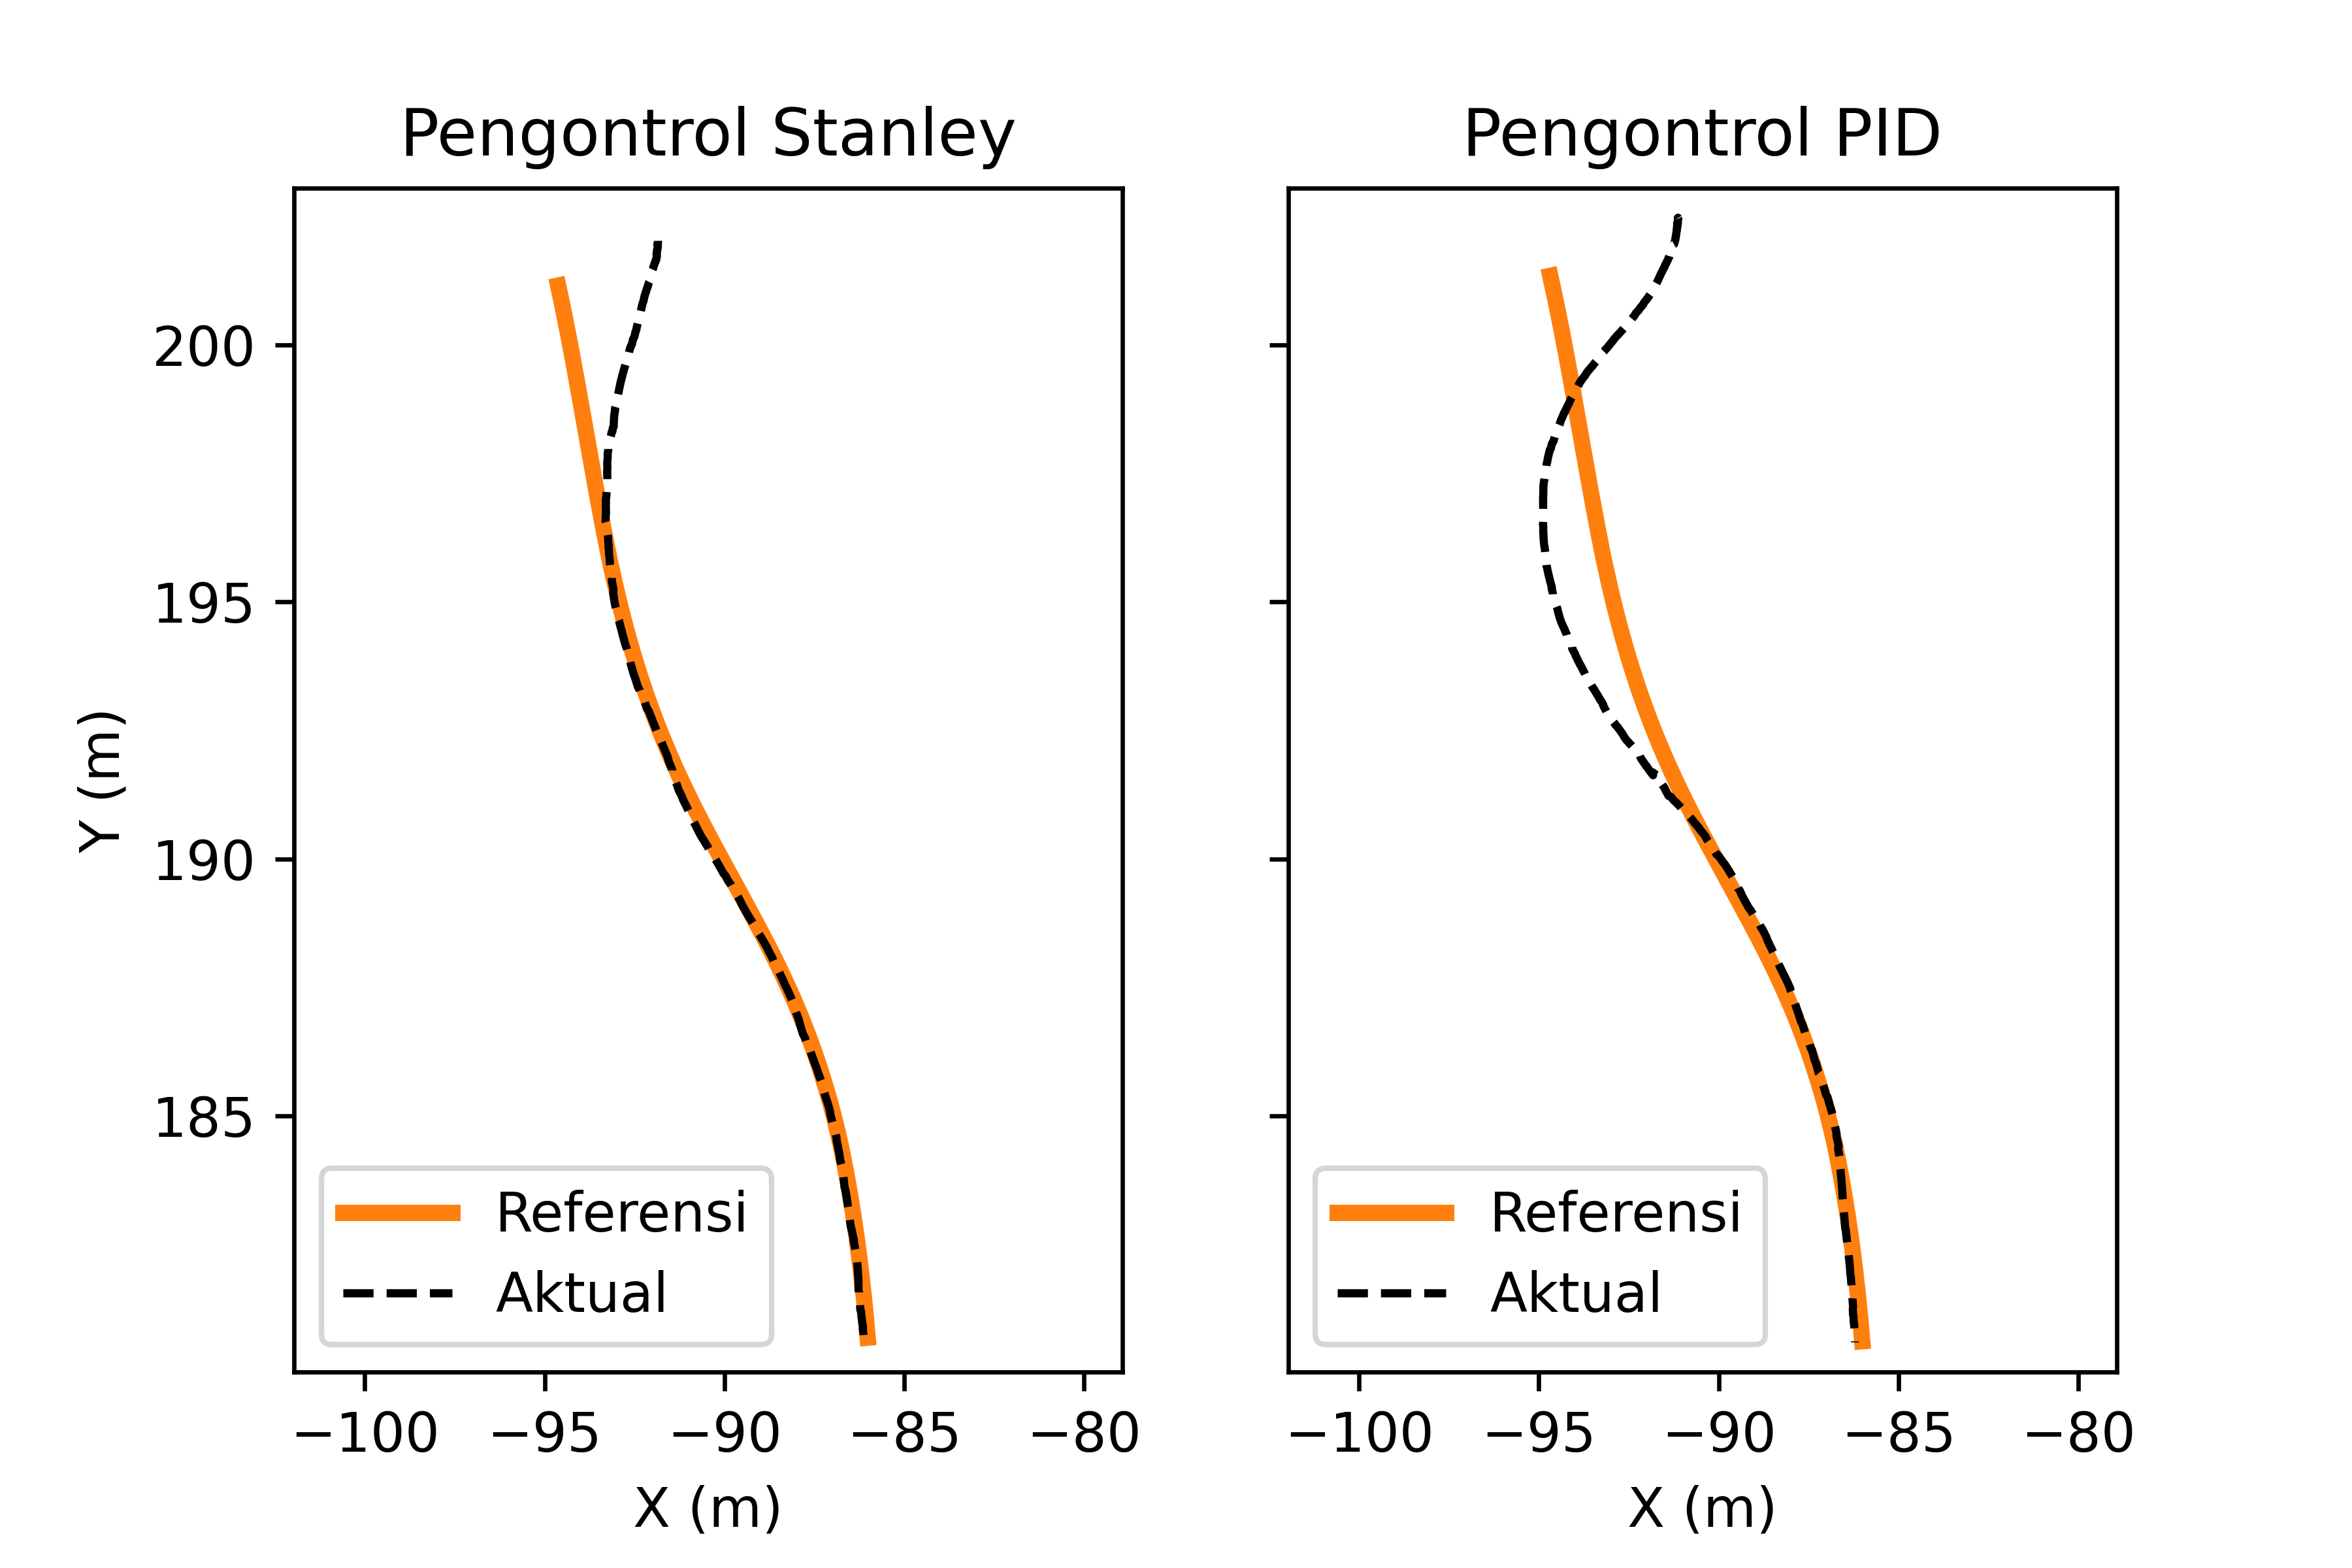 Pengontrol Stanley
200
195
190
185
Y (m)
Referensi
Aktual
−100
−95
−90
−85
−80
X (m)
Pengontrol PID
Referensi
Aktual
−100
−95
−90
−85
−80
X (m)